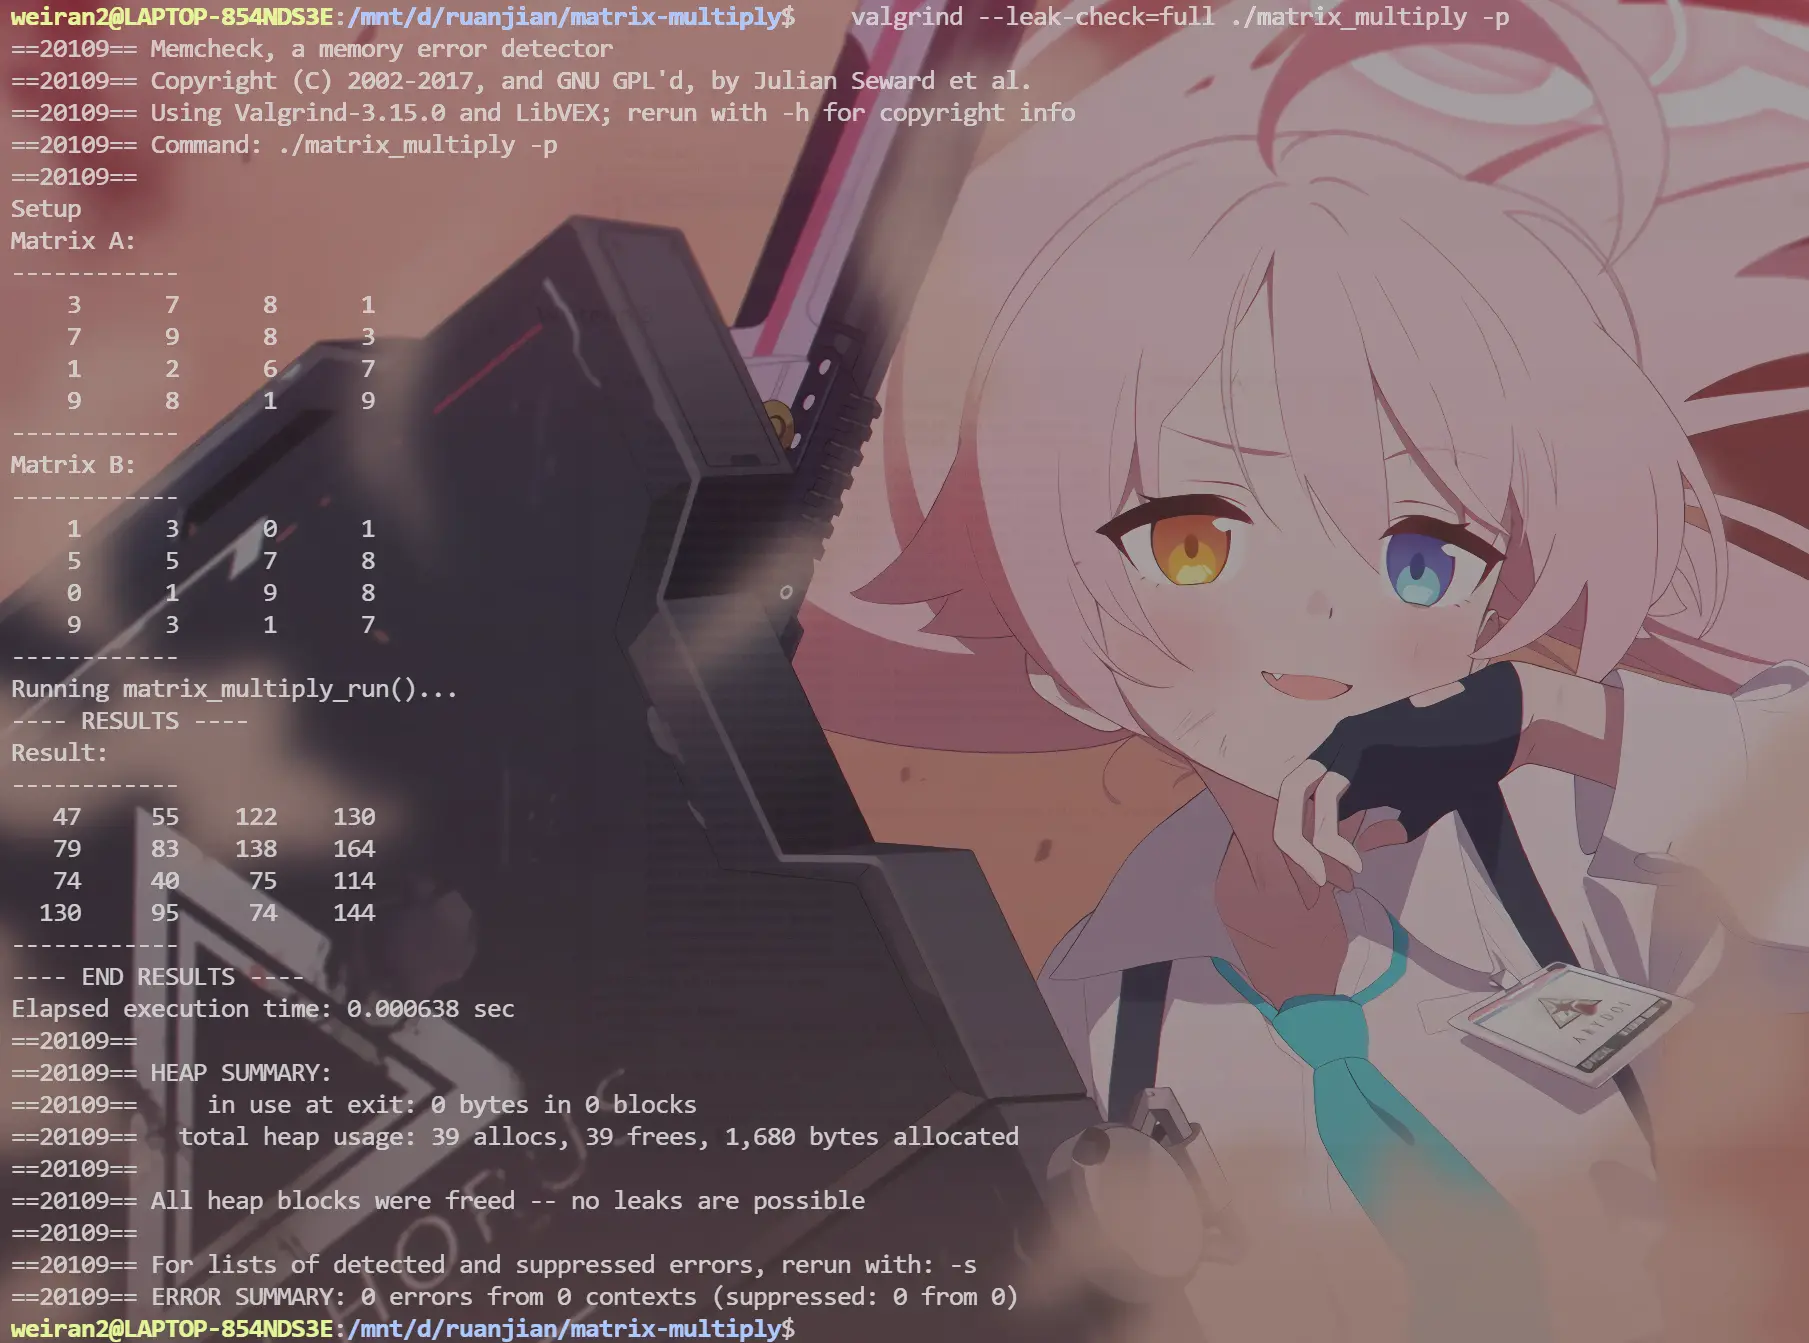 weiran2@LAPTOP-854NDS3E:/mnt/d/ruanjian/matrix-multiply$    valgrind --leak-check=full ./matrix_multiply -p
==20109== Memcheck, a memory error detector
==20109== Copyright (C) 2002-2017, and GNU GPL'd, by Julian Seward et al.
==20109== Using Valgrind-3.15.0 and LibVEX; rerun with -h for copyright info
==20109== Command: ./matrix_multiply -p
==20109==
Setup
Matrix A:
------------
    3      7      8      1
    7      9      8      3
    1      2      6      7
    9      8      1      9
------------
Matrix B:
------------
    1      3      0      1
    5      5      7      8
    0      1      9      8
    9      3      1      7
------------
Running matrix_multiply_run()...
---- RESULTS ----
Result:
------------
   47     55    122    130
   79     83    138    164
   74     40     75    114
  130     95     74    144
------------
---- END RESULTS ----
Elapsed execution time: 0.000638 sec
==20109==
==20109== HEAP SUMMARY:
==20109==     in use at exit: 0 bytes in 0 blocks
==20109==   total heap usage: 39 allocs, 39 frees, 1,680 bytes allocated
==20109==
==20109== All heap blocks were freed -- no leaks are possible
==20109==
==20109== For lists of detected and suppressed errors, rerun with: -s
==20109== ERROR SUMMARY: 0 errors from 0 contexts (suppressed: 0 from 0)
weiran2@LAPTOP-854NDS3E:/mnt/d/ruanjian/matrix-multiply$